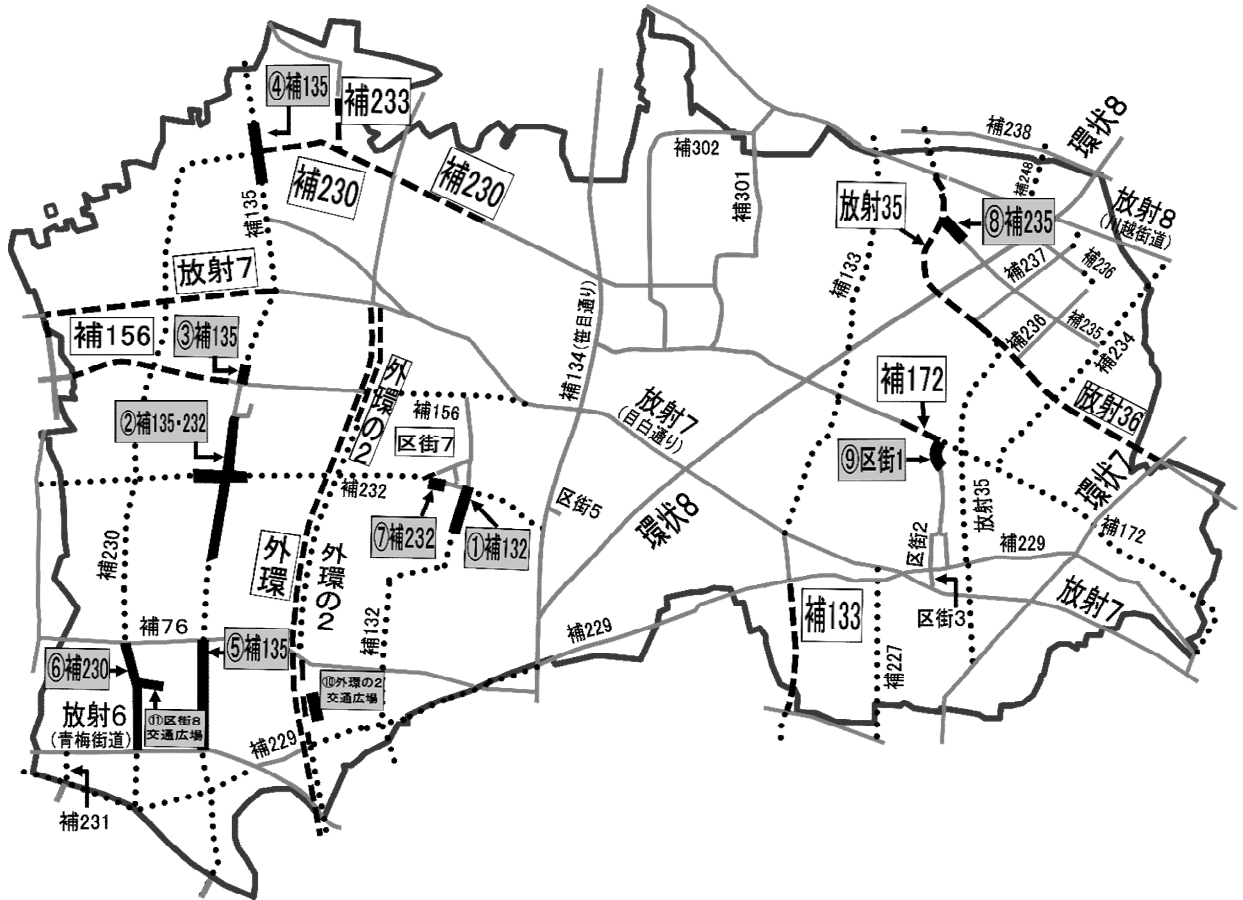 ④補135
補233
補230
補230
補135
放射7
補156
③補135
②補135・232
外環の2
補156
区街7
補232
⑦補232
①補132
補230
外環
外環の2
補132
補76
⑤補135
⑥補230
⑪区街8
交通広場
⑩外環の2
交通広場
放射6
(青梅街道)
補229
補231
補134(笹目通り)
補302
補301
放射7
(目白通り)
区街5
環状8
補229
補238
環状8
補248
放射8
(川越街道)
放射35
⑧補235
補133
補237
補236
補236
補235
補234
補172
放射36
⑨区街1
環状7
放射35
区街2
補229
補172
区街3
放射7
補133
補227